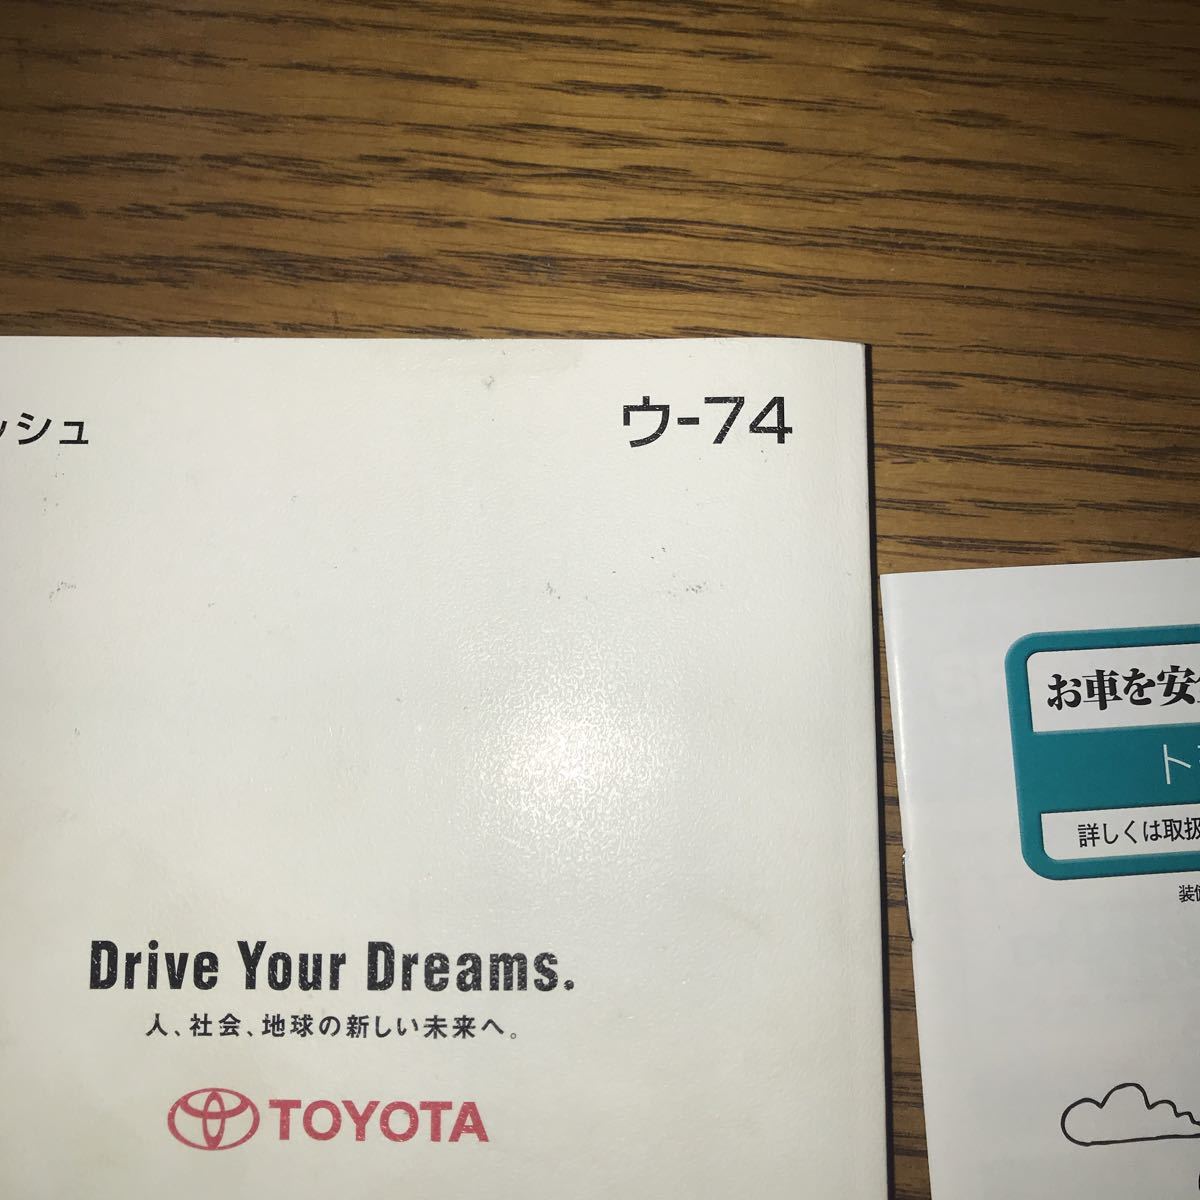 ッシュ
ウ-74
Drive Your Dreams.
人、社会、地球の新しい未来へ。
TOYOTA
お車を安
ト
詳しくは取扱
装